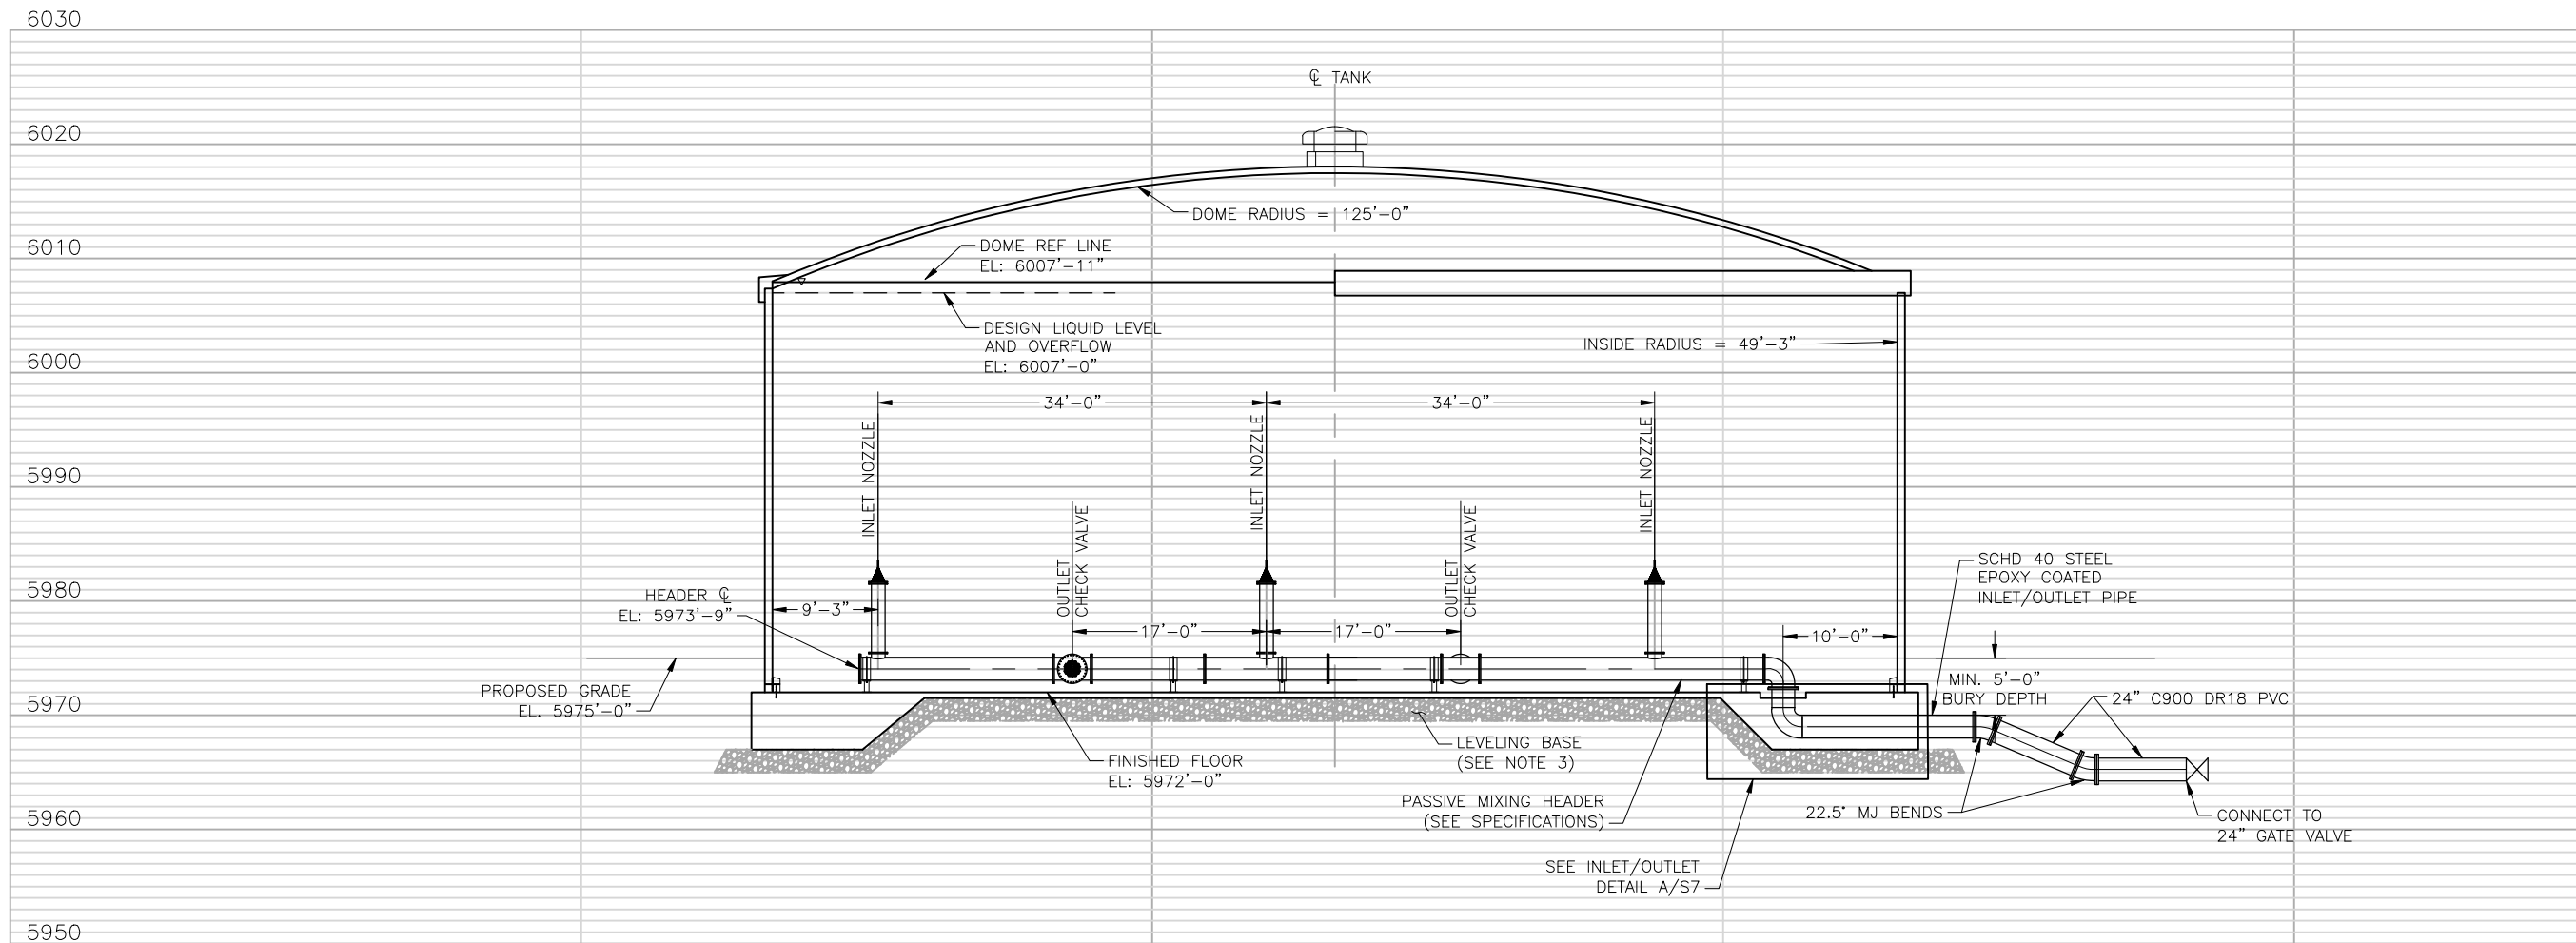 6030
℄ TANK
6020
DOME RADIUS = 125'-0"
6010
DOME REF LINE
EL: 6007'-11"
DESIGN LIQUID LEVEL
AND OVERFLOW
EL: 6007'-0"
INSIDE RADIUS = 49'-3"
6000
34'-0"
34'-0"
INLET NOZZLE
INLET NOZZLE
INLET NOZZLE
5990
OUTLET
CHECK VALVE
OUTLET
CHECK VALVE
SCHD 40 STEEL
EPOXY COATED
INLET/OUTLET PIPE
5980
HEADER ℄
EL: 5973'-9"
9'-3"
17'-0"
17'-0"
10'-0"
PROPOSED GRADE
EL. 5975'-0"
MIN. 5'-0"
BURY DEPTH
24" C900 DR18 PVC
5970
LEVELING BASE
(SEE NOTE 3)
FINISHED FLOOR
EL: 5972'-0"
PASSIVE MIXING HEADER
(SEE SPECIFICATIONS)
22.5° MJ BENDS
CONNECT TO
24" GATE VALVE
5960
SEE INLET/OUTLET
DETAIL A/S7
5950